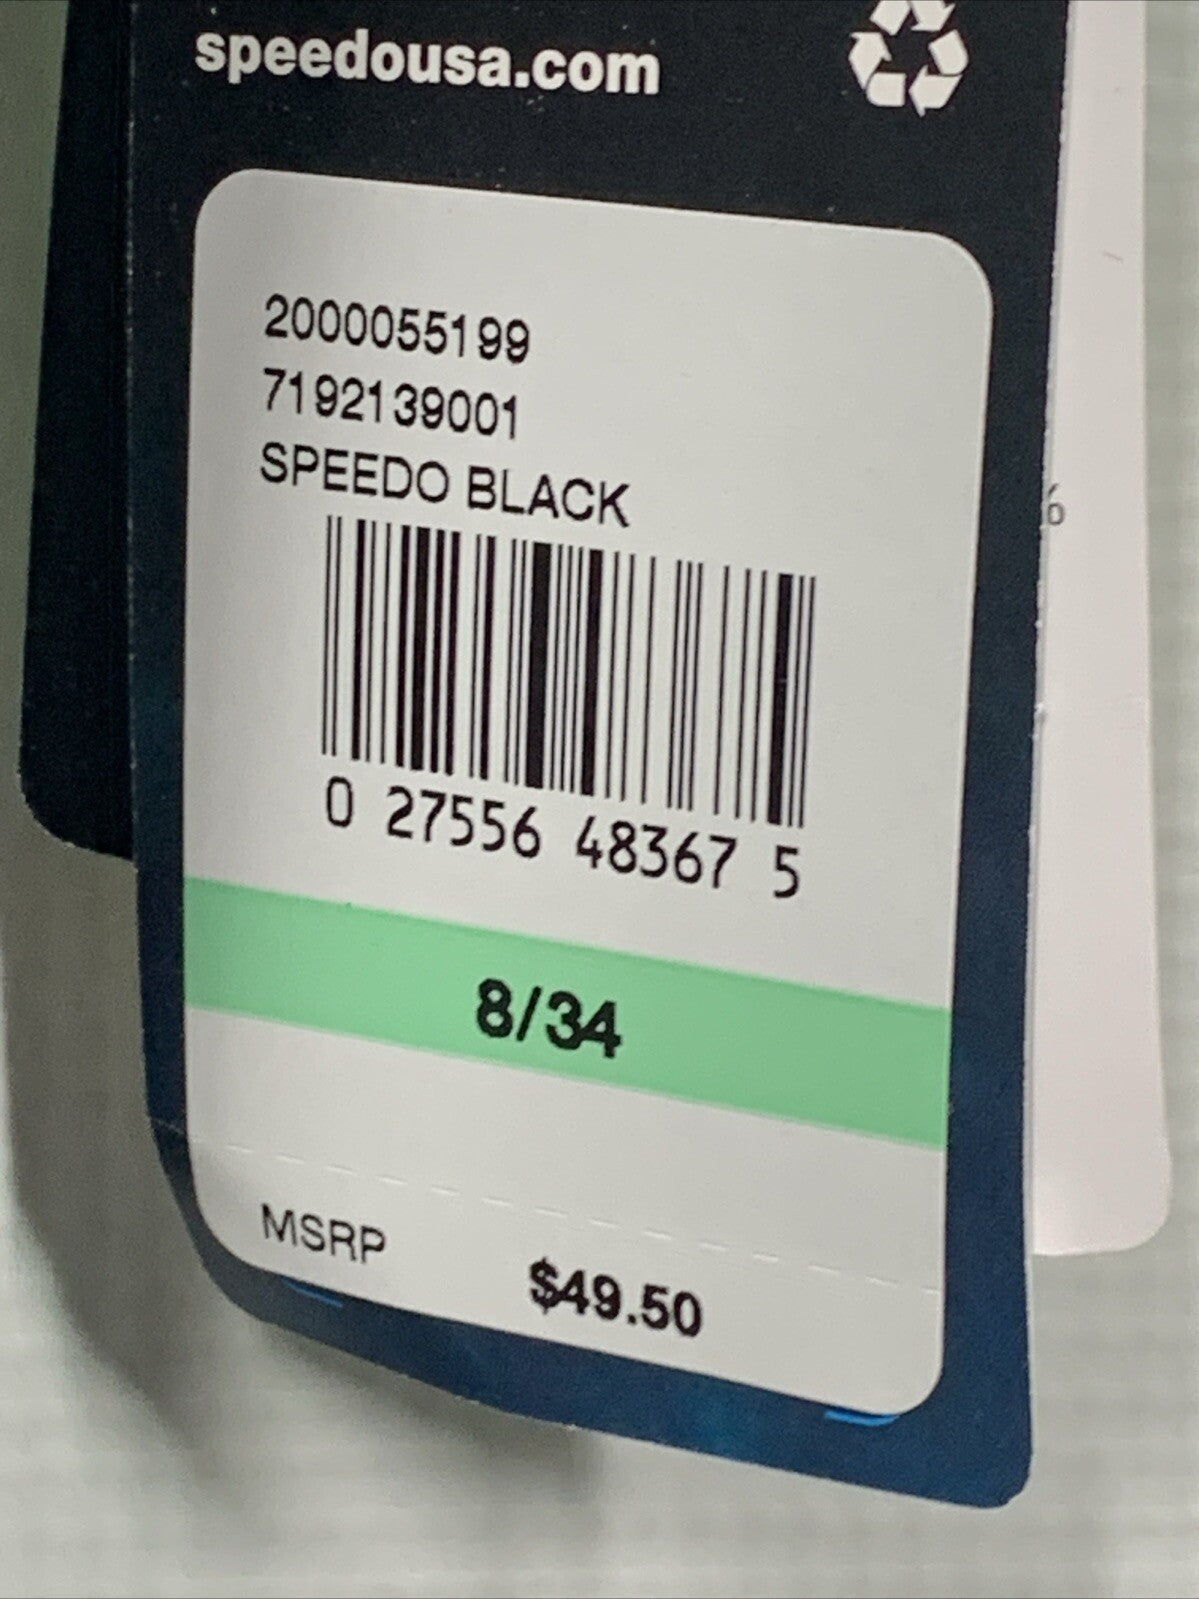 speedousa.com
2000055199
7192139001
SPEEDO BLACK
0 27556 48367 5
8/34
MSRP
$49.50
%